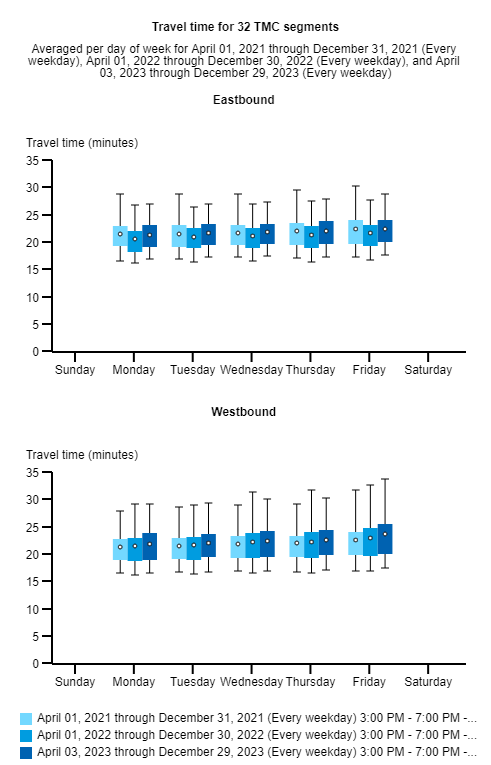 Travel time for 32 TMC segments
Averaged per day of week for April 01, 2021 through December 31, 2021 (Every
weekday), April 01, 2022 through December 30, 2022 (Every weekday), and April
03, 2023 through December 29, 2023 (Every weekday)
Eastbound
Travel time (minutes)
35
30
25
20
15
10
5
0
Sunday Monday Tuesday Wednesday Thursday Friday Saturday
Westbound
Travel time (minutes)
35
30
25
20
15
10
5
0
Sunday Monday Tuesday Wednesday Thursday Friday Saturday
April 01, 2021 through December 31, 2021 (Every weekday) 3:00 PM - 7:00 PM -...
April 01, 2022 through December 30, 2022 (Every weekday) 3:00 PM - 7:00 PM -...
April 03, 2023 through December 29, 2023 (Every weekday) 3:00 PM - 7:00 PM -...